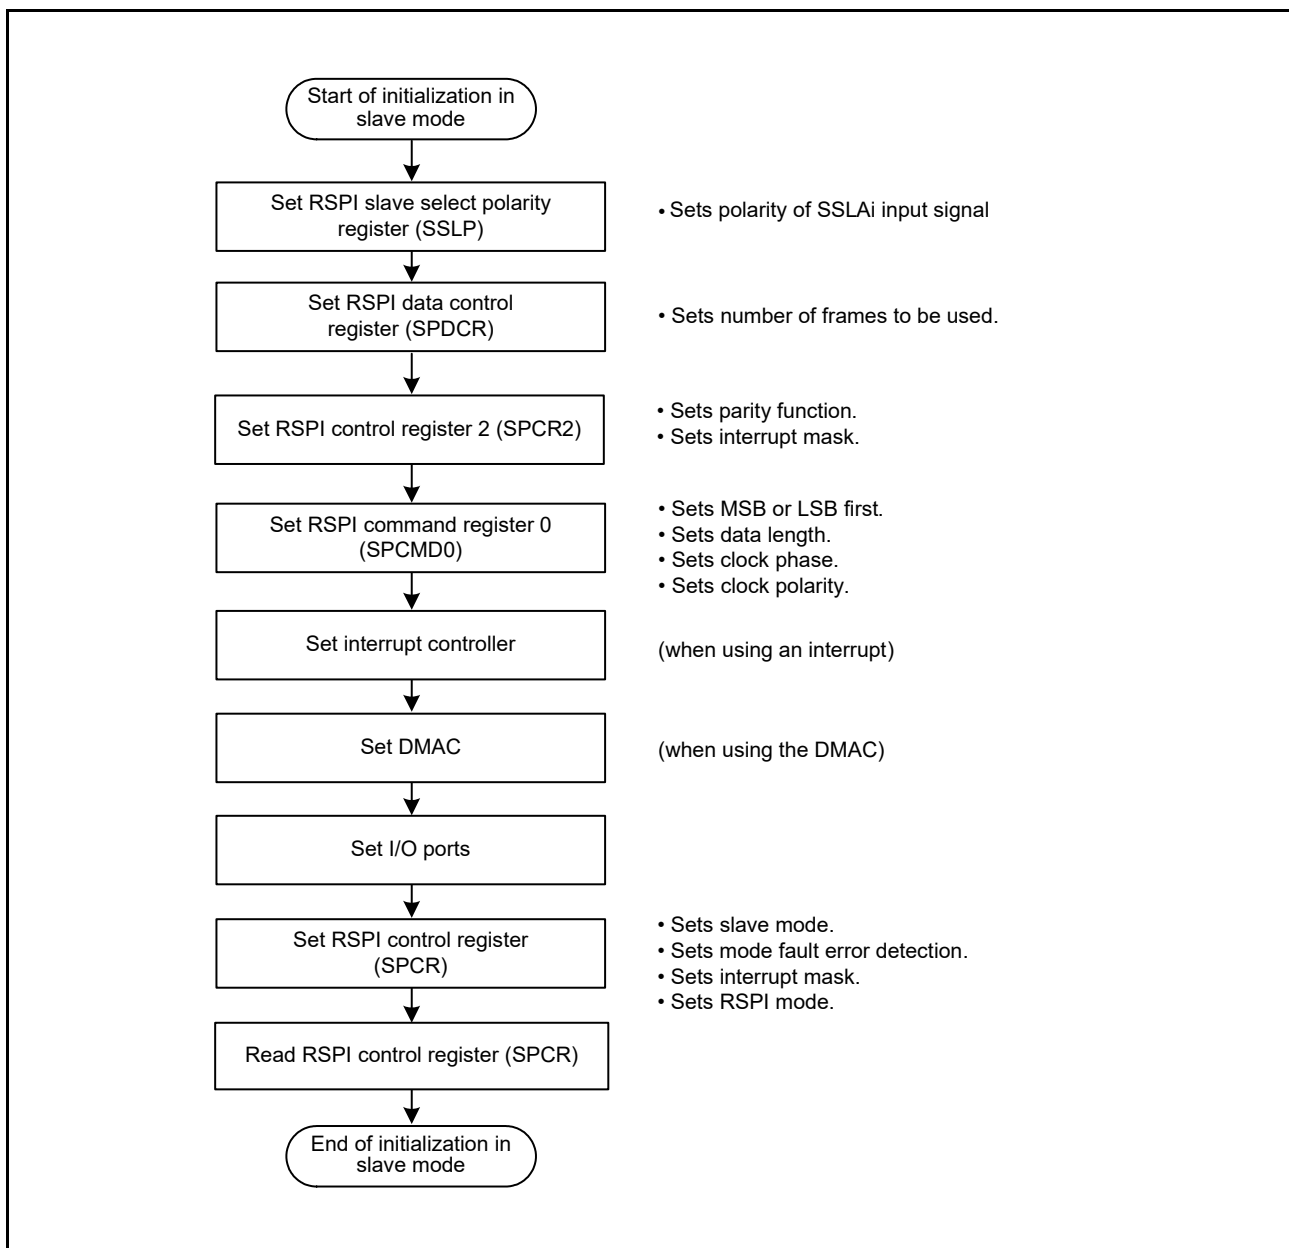 Start of initialization in
slave mode
Set RSPI slave select polarity
register (SSLP)
• Sets polarity of SSLAi input signal
Set RSPI data control
register (SPDCR)
• Sets number of frames to be used.
Set RSPI control register 2 (SPCR2)
• Sets parity function.
• Sets interrupt mask.
Set RSPI command register 0
(SPCMD0)
• Sets MSB or LSB first.
• Sets data length.
• Sets clock phase.
• Sets clock polarity.
Set interrupt controller
(when using an interrupt)
Set DMAC
(when using the DMAC)
Set I/O ports
Set RSPI control register
(SPCR)
• Sets slave mode.
• Sets mode fault error detection.
• Sets interrupt mask.
• Sets RSPI mode.
Read RSPI control register (SPCR)
End of initialization in
slave mode